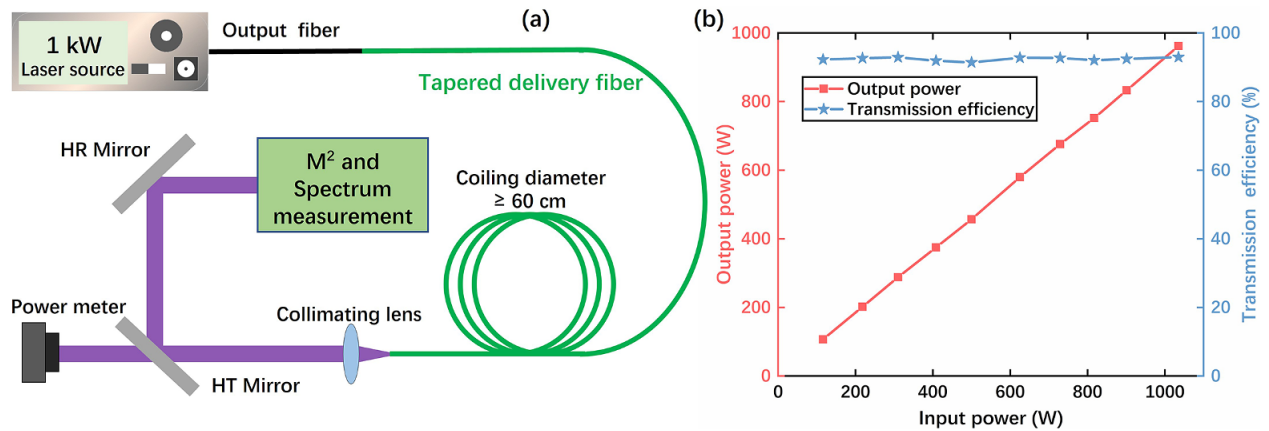 (a)
1 kW
Laser source
Output fiber
Tapered delivery fiber
HR Mirror
M² and
Spectrum
measurement
Coiling diameter
≥ 60 cm
Power meter
Collimating lens
HT Mirror
(b)
Output power (W)
1000
800
600
400
200
0
Output power
Transmission efficiency
100
80
60
40
20
0
Transmission efficiency (%)
0 200 400 600 800 1000
Input power (W)